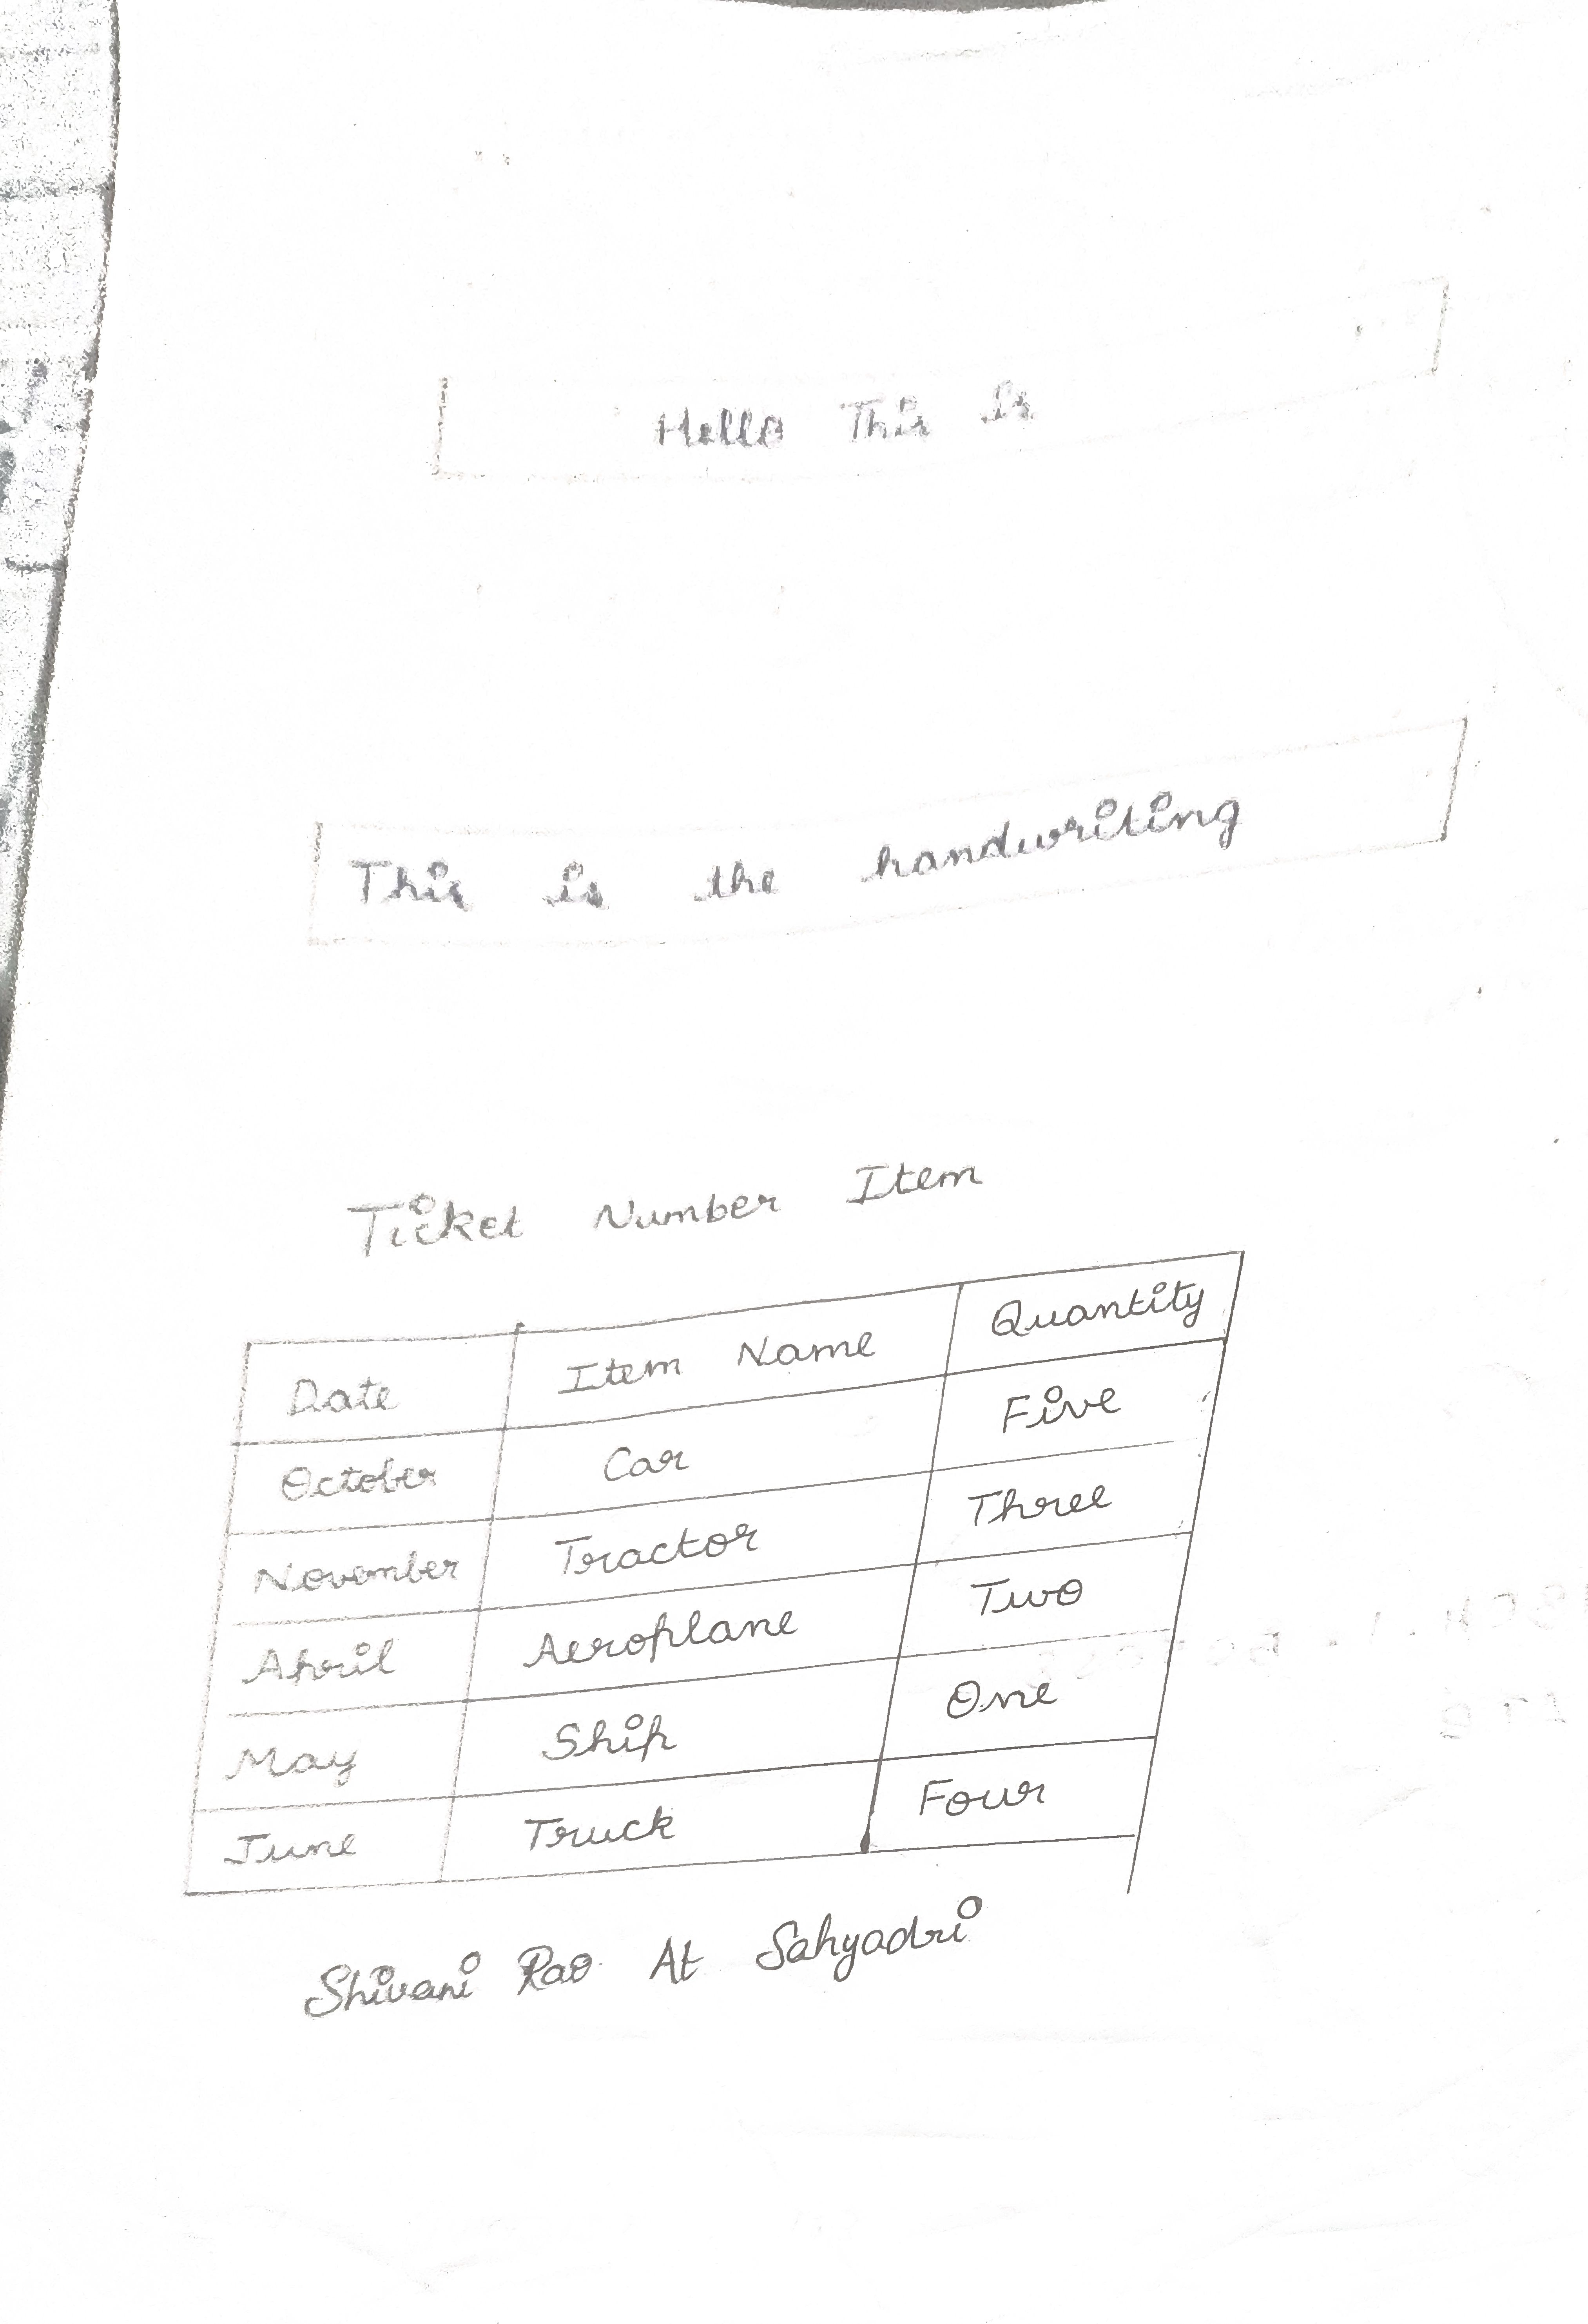 Hello This is
This is the handwriting
Ticket Number Item
Date Item Name Quantity
October Car Five
November Tractor Three
April Aeroplane Two
May Ship One
June Truck Four
Shivani Rao At Sahyadri